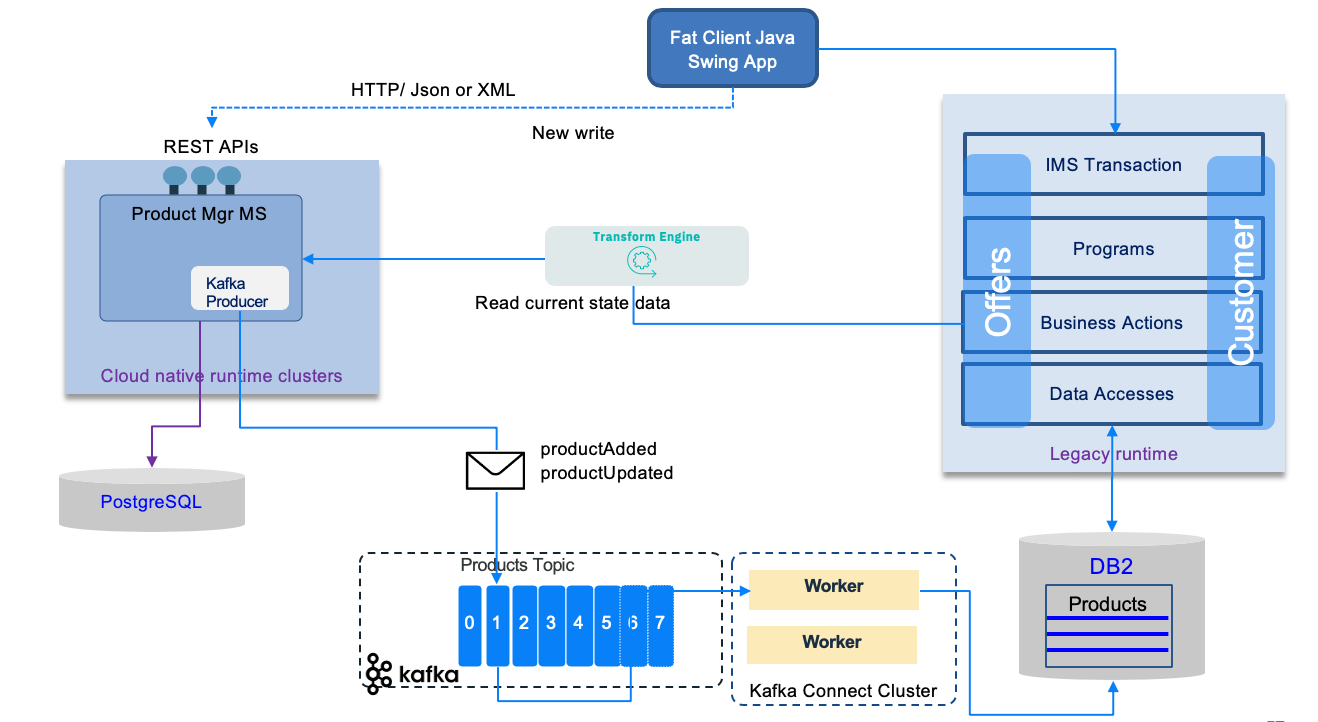 Fat Client Java
Swing App
HTTP/ Json or XML
New write
REST APIs
Product Mgr MS
Kafka
Producer
Cloud native runtime clusters
Transform Engine
Read current state data
IMS Transaction
Programs
Business Actions
Data Accesses
Offers
Customer
Legacy runtime
PostgreSQL
productAdded
productUpdated
Products Topic
0 1 2 3 4 5 6 7
kafka
Worker
Worker
Kafka Connect Cluster
DB2
Products